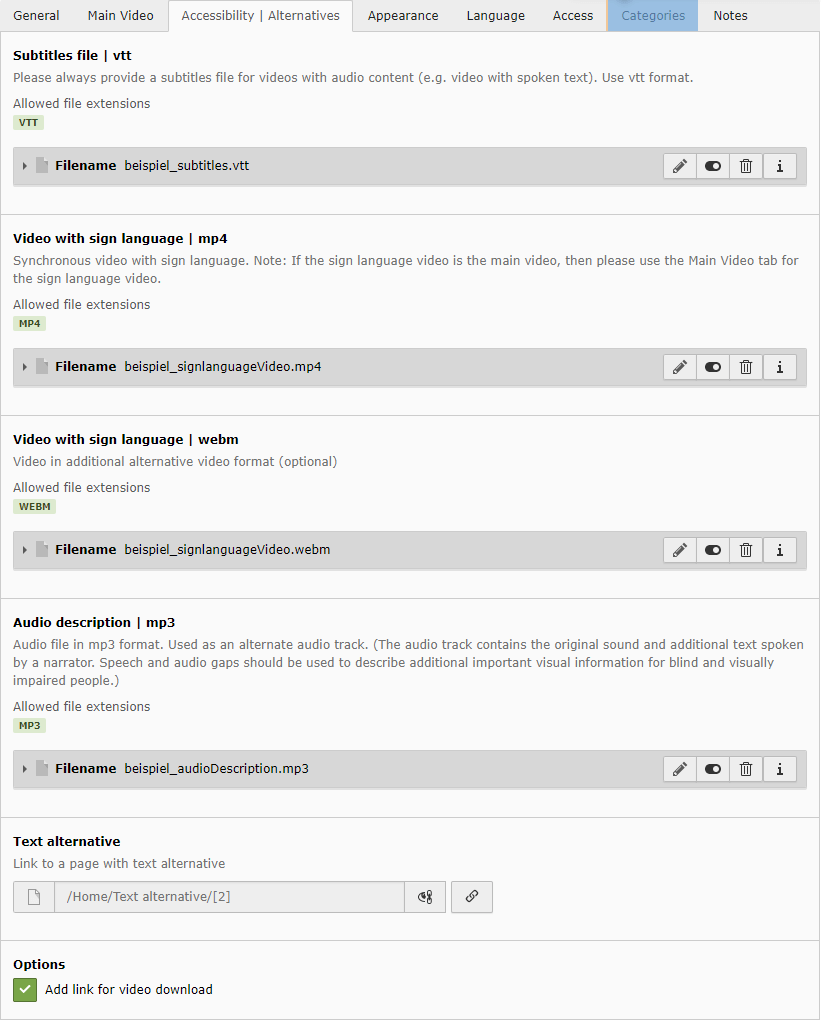 General Main Video Accessibility | Alternatives Appearance Language Access Categories Notes
Subtitles file | vtt
Please always provide a subtitles file for videos with audio content (e.g. video with spoken text). Use vtt format.
Allowed file extensions
VTT
Filename beispiel_subtitles.vtt
Video with sign language | mp4
Synchronous video with sign language. Note: If the sign language video is the main video, then please use the Main Video tab for
the sign language video.
Allowed file extensions
MP4
Filename beispiel_signlanguageVideo.mp4
Video with sign language | webm
Video in additional alternative video format (optional)
Allowed file extensions
WEBM
Filename beispiel_signlanguageVideo.webm
Audio description | mp3
Audio file in mp3 format. Used as an alternate audio track. (The audio track contains the original sound and additional text spoken
by a narrator. Speech and audio gaps should be used to describe additional important visual information for blind and visually
impaired people.)
Allowed file extensions
MP3
Filename beispiel_audioDescription.mp3
Text alternative
Link to a page with text alternative
/Home/Text alternative/[2]
Options
Add link for video download